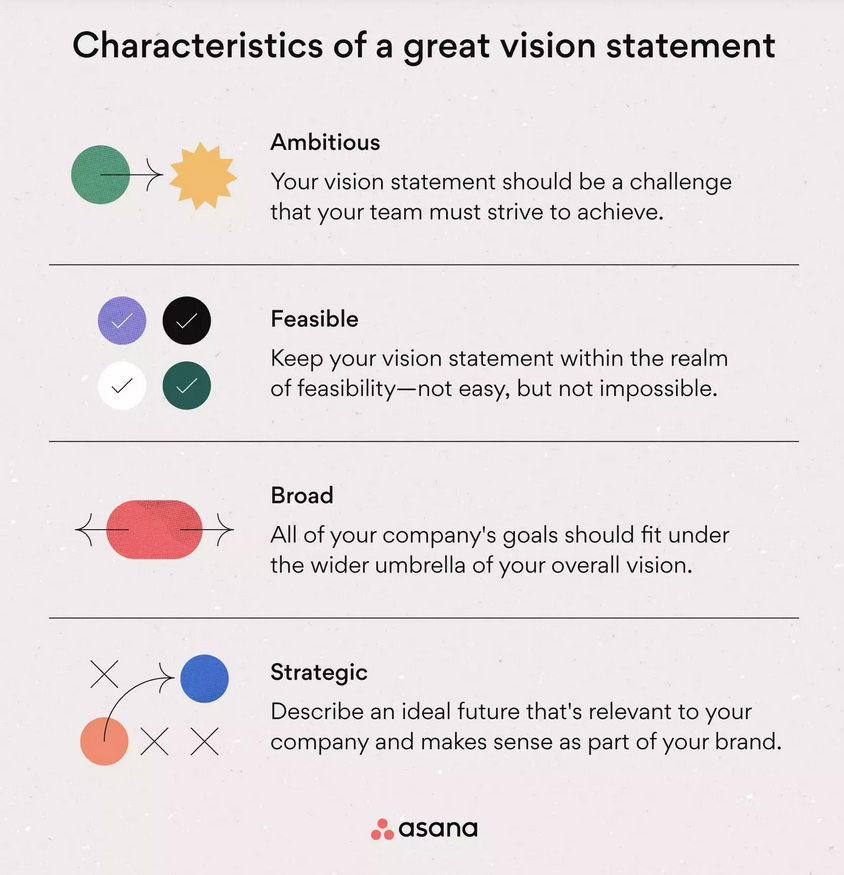 Characteristics of a great vision statement
Ambitious
Your vision statement should be a challenge
that your team must strive to achieve.
Feasible
Keep your vision statement within the realm
of feasibility—not easy, but not impossible.
Broad
All of your company's goals should fit under
the wider umbrella of your overall vision.
Strategic
Describe an ideal future that's relevant to your
company and makes sense as part of your brand.
asana